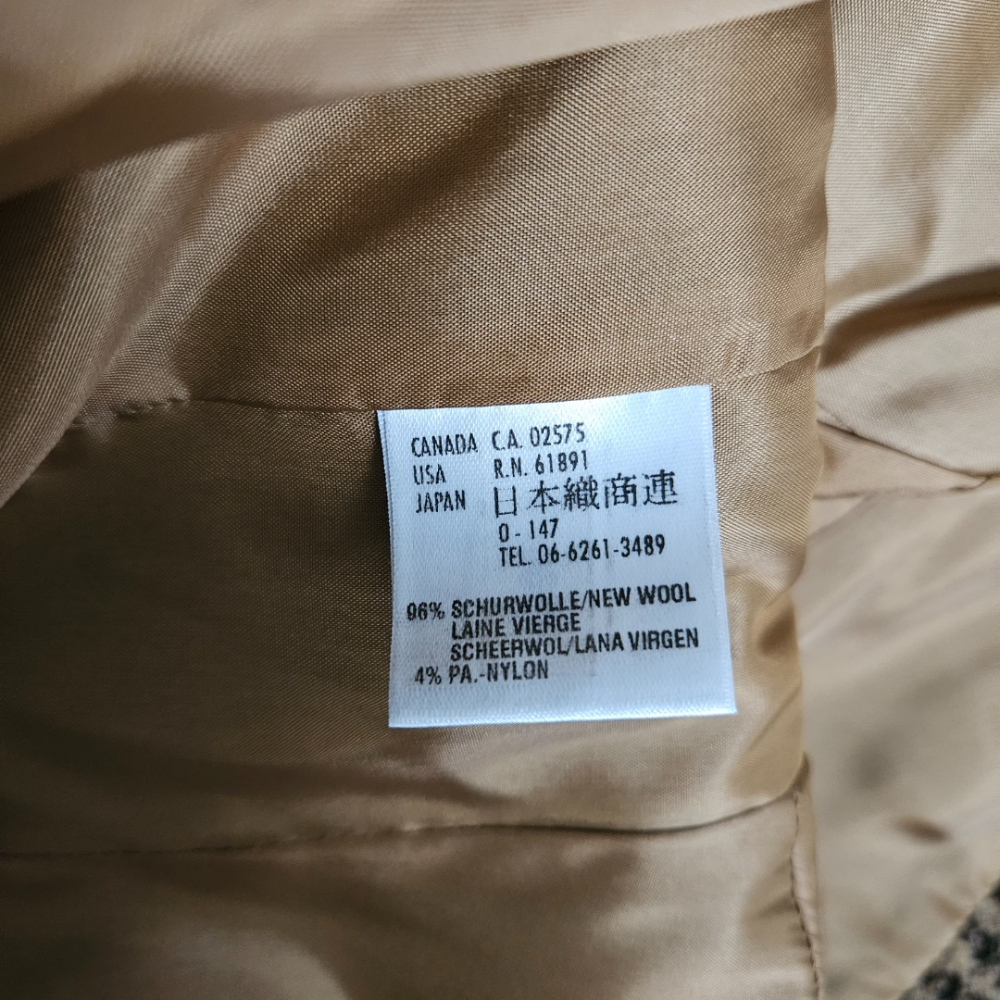 CANADA C.A. 02575
USA R.N. 61891
JAPAN 日本織商連
0 - 147
TEL. 06-6261-3489
96% SCHURWOLLE/NEW WOOL
LAINE VIERGE
SCHEERWOL/LANA VIRGEN
4% PA.-NYLON